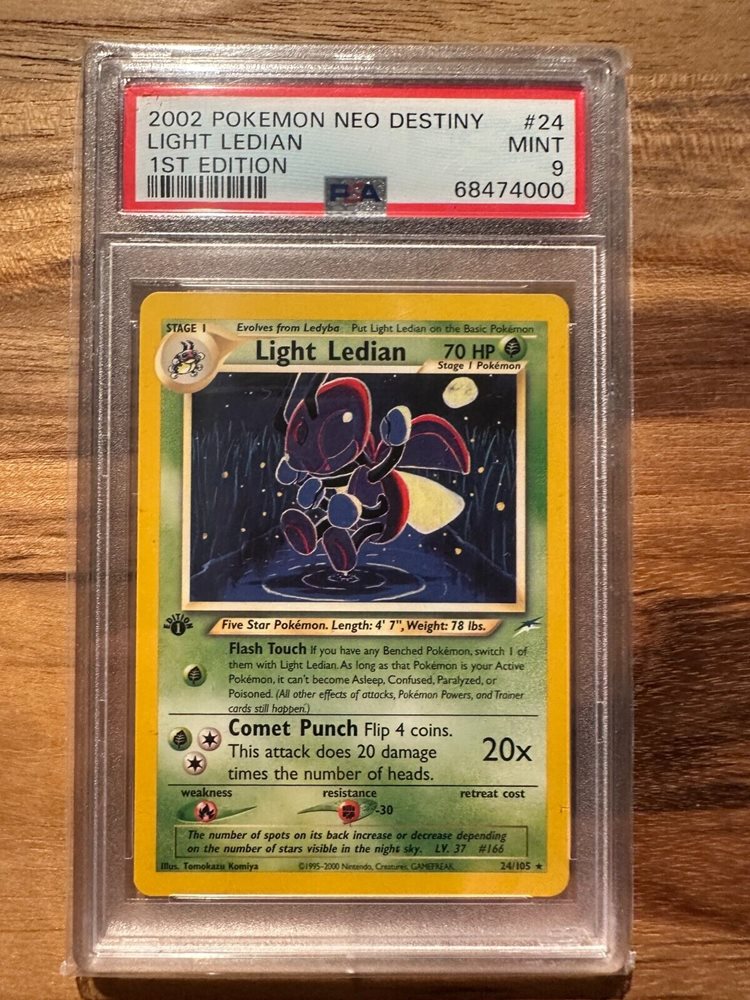 2002 POKEMON NEO DESTINY #24
LIGHT LEDIAN MINT
1ST EDITION 9
PSA 68474000
STAGE 1 Evolves from Ledyba Put Light Ledian on the Basic Pokémon
Light Ledian 70 HP
Stage 1 Pokémon
EDITION 1
Five Star Pokémon. Length: 4' 7", Weight: 78 lbs.
Flash Touch If you have any Benched Pokémon, switch 1 of
them with Light Ledian. As long as that Pokémon is your Active
Pokémon, it can't become Asleep, Confused, Paralyzed, or
Poisoned. (All other effects of attacks, Pokémon Powers, and Trainer
cards still happen.)
Comet Punch Flip 4 coins.
This attack does 20 damage 20x
times the number of heads.
weakness resistance retreat cost
-30
The number of spots on its back increase or decrease depending
on the number of stars visible in the night sky. LV. 37 #166
Illus. Tomokazu Komiya ©1995-2000 Nintendo, Creatures, GAMEFREAK. 24/105 ★